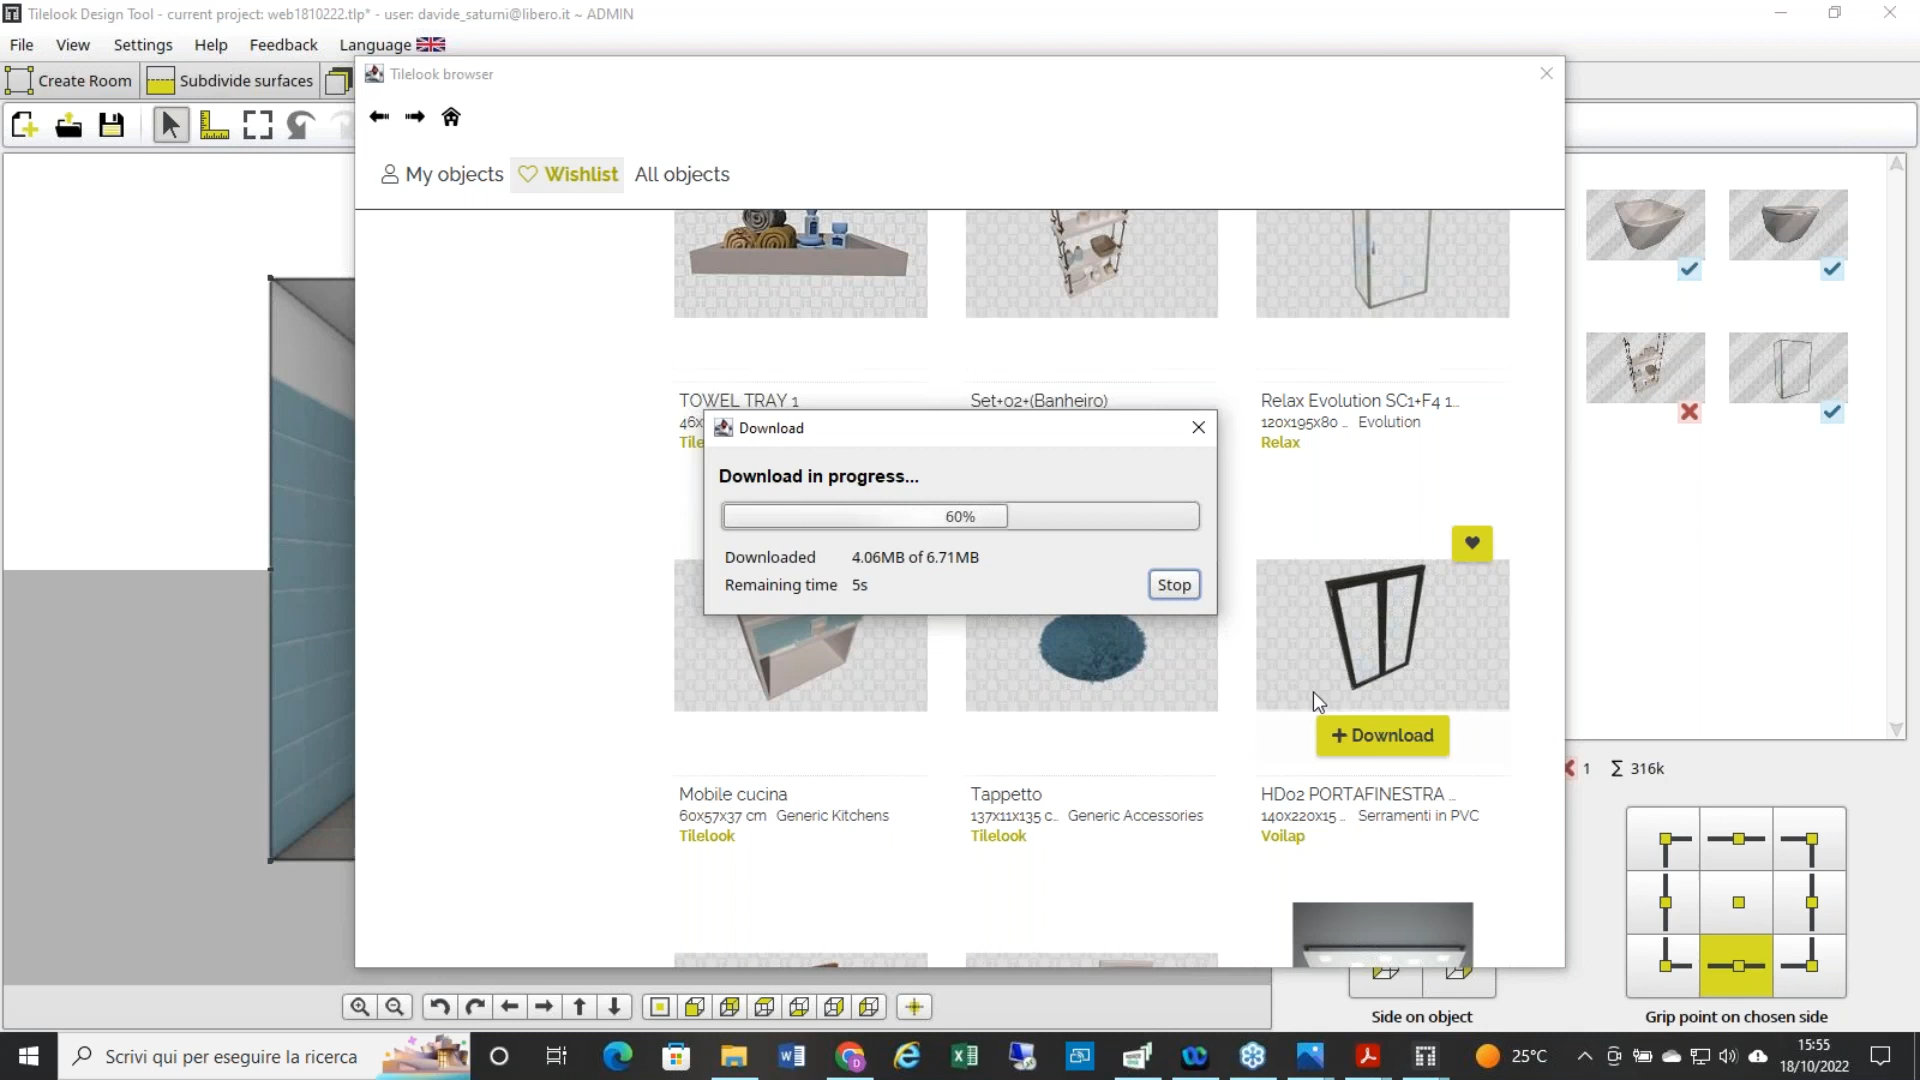 Tilelook Design Tool - current project: web1810222.tlp* - user: davide_saturni@libero.it ~ ADMIN
File View Settings Help Feedback Language
Create Room Subdivide surfaces
Tilelook browser
My objects Wishlist All objects
TOWEL TRAY 1 Set+02+(Banheiro) Relax Evolution SC1+F4 1...
46x 120x195x80 ... Evolution
Tile Relax
Download
Download in progress...
60%
Downloaded 4.06MB of 6.71MB
Remaining time 5s
Stop
+ Download
1 Σ 316k
Mobile cucina Tappetto HD02 PORTAFINESTRA ...
60x57x37 cm Generic Kitchens 137x11x135 c... Generic Accessories 140x220x15 ... Serramenti in PVC
Tilelook Tilelook Voilap
Side on object Grip point on chosen side
Scrivi qui per eseguire la ricerca
25°C
15:55
18/10/2022